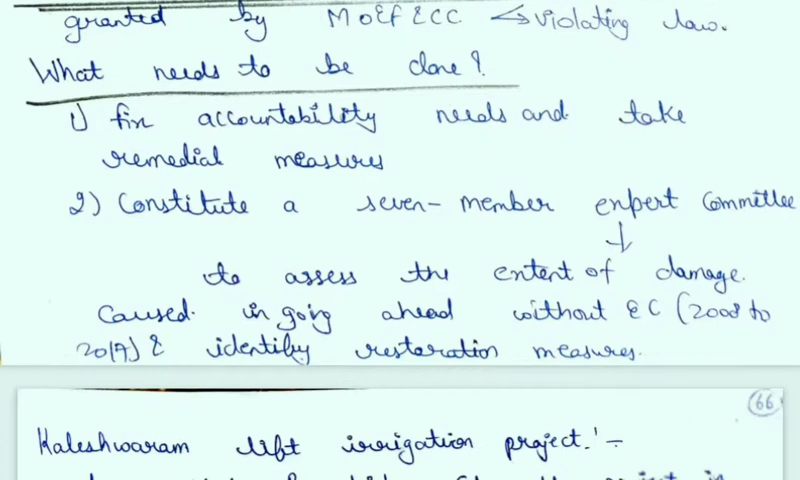 granted by MoEFECC <-> violating law.
What needs to be done?
1) fix accountability needs and take
remedial measures
2) Constitute a seven-member expert Committee
↓
to assess the extent of damage.
caused. in going ahead without EC (2008 to
2017) & identify restoration measures.
66
Kaleshwaram lift irrigation project.'-